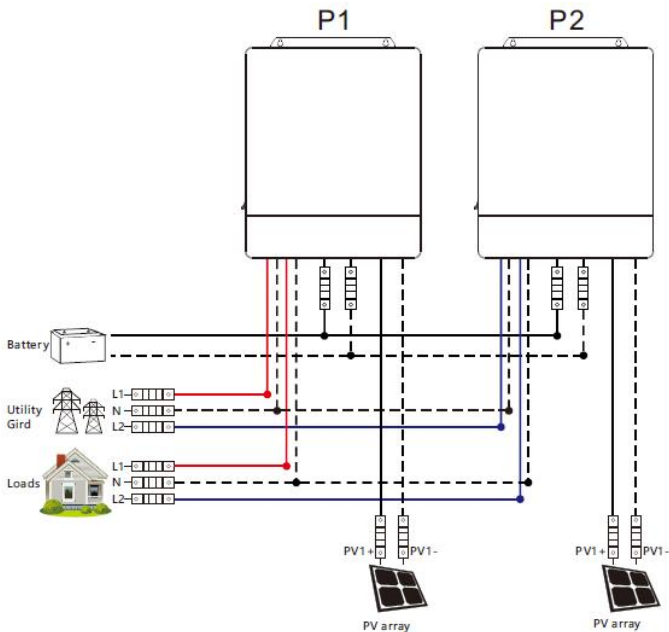 P1 P2
Battery
L1
Utility N
Gird L2
L1
Loads N
L2
PV1+ PV1- PV1+ PV1-
PV array PV array